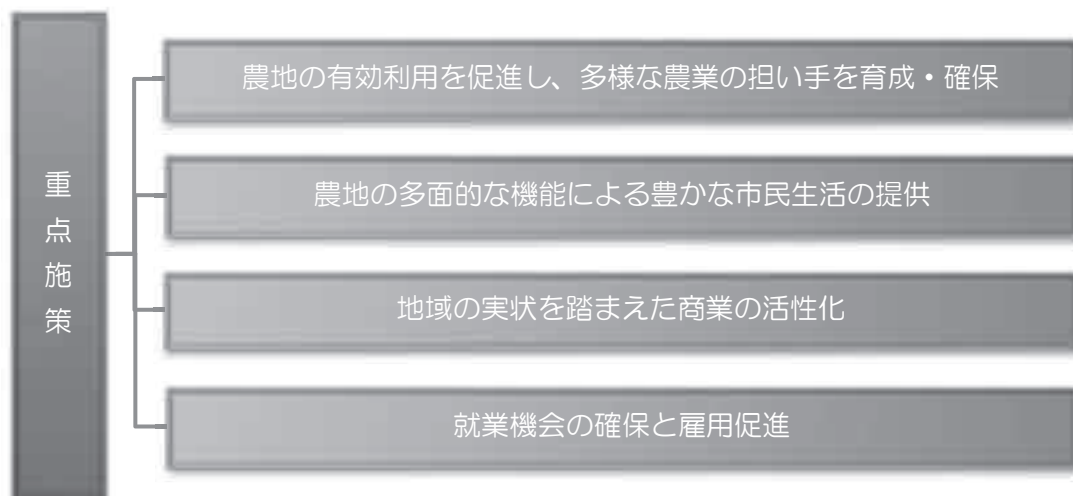 重点施策
農地の有効利用を促進し、多様な農業の担い手を育成・確保
農地の多面的な機能による豊かな市民生活の提供
地域の実状を踏まえた商業の活性化
就業機会の確保と雇用促進